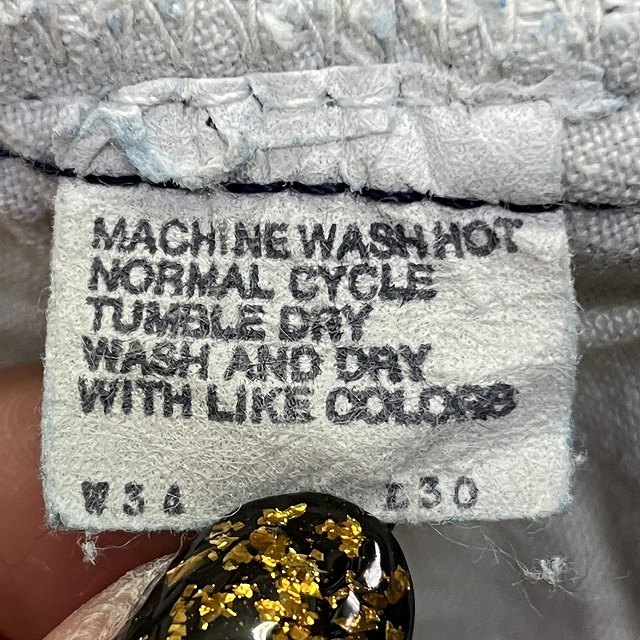 MACHINE WASH HOT
NORMAL CYCLE
TUMBLE DRY
WASH AND DRY
WITH LIKE COLORS
W34 L30